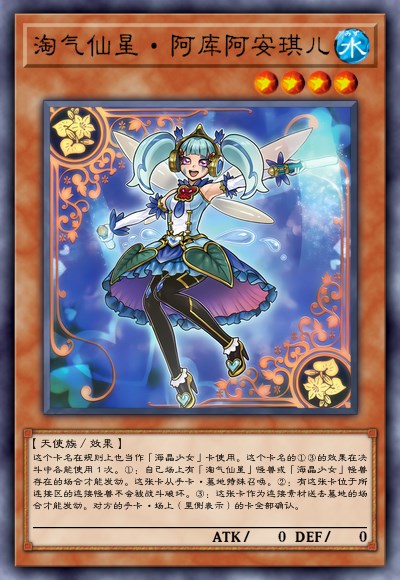 淘气仙星·阿库阿安琪儿
水
【天使族/效果】
这个卡名在规则上也当作「海晶少女」卡使用。这个卡名的①③的效果在决
斗中各能使用1次。①：自己场上有「淘气仙星」怪兽或「海晶少女」怪兽
存在的场合才能发动。这张卡从手卡·墓地特殊召唤。②：有这张卡位于所
连接区的连接怪兽不会被战斗破坏。③：这张卡作为连接素材送去墓地的场
合才能发动。对方的手卡·场上（里侧表示）的卡全部确认。
ATK/ 0 DEF/ 0